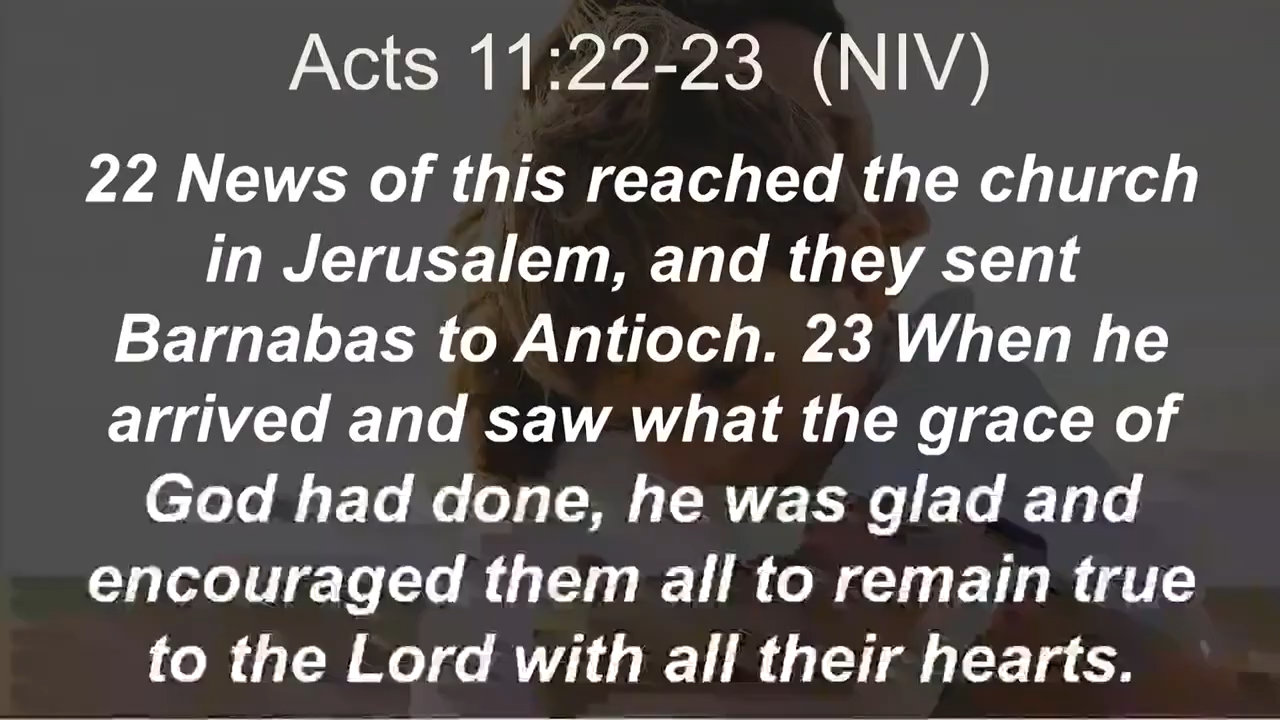 Acts 11:22-23 (NIV)
22 News of this reached the church
in Jerusalem, and they sent
Barnabas to Antioch. 23 When he
arrived and saw what the grace of
God had done, he was glad and
encouraged them all to remain true
to the Lord with all their hearts.